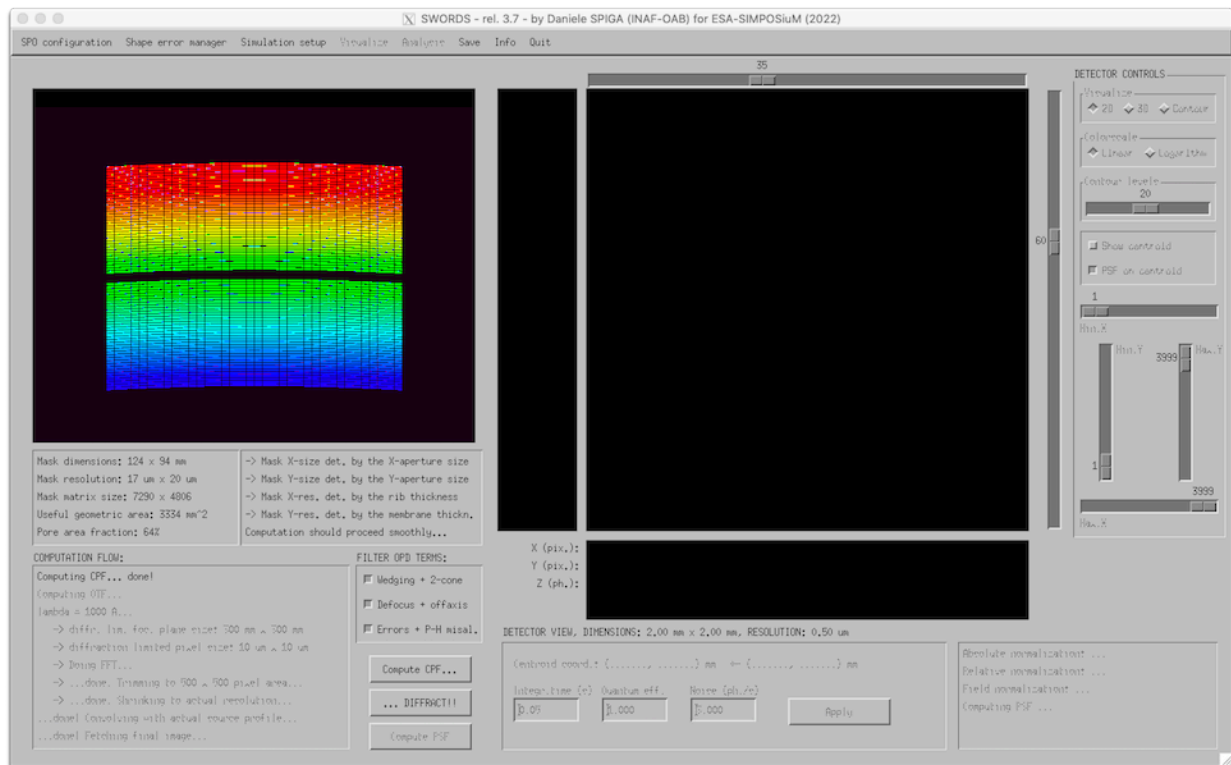 SWORDS - rel. 3.7 - by Daniele SPIGA (INAF-OAB) for ESA-SIMPOSiuM (2022)
SPO configuration Shape error manager Simulation setup Visualize Analysis Save Info Quit
35
60
Mask dimensions: 124 x 94 mm
Mask resolution: 17 um x 20 um
Mask matrix size: 7290 x 4806
Useful geometric area: 3334 mm^2
Pore area fraction: 64%
-> Mask X-size det. by the X-aperture size
-> Mask Y-size det. by the Y-aperture size
-> Mask X-res. det. by the rib thickness
-> Mask Y-res. det. by the membrane thickn.
Computation should proceed smoothly...
COMPUTATION FLOW:
Computing CPF... done!
Computing OTF...
lambda = 1000 A...
-> diffr. lim. foc. plane size: 500 mm x 500 mm
-> diffraction limited pixel size: 10 um x 10 um
-> Doing FFT...
-> ...done. Trimming to 500 x 500 pixel area...
-> ...done. Shrinking to actual resolution...
...done! Convolving with actual source profile...
...done! Fetching final image...
FILTER OPD TERMS:
Wedging + 2-cone
Defocus + offaxis
Errors + P-H misal.
Compute CPF...
... DIFFRACT!!
Compute PSF
X (pix.):
Y (pix.):
Z (ph.):
DETECTOR VIEW, DIMENSIONS: 2.00 mm x 2.00 mm, RESOLUTION: 0.50 um
Centroid coord.: (......., .......) mm +- (......., .......) mm
Integr.time (s) Quantum eff. Noise (ph./s)
0.05 1.000 5.000
Apply
Absolute normalization: ...
Relative normalization: ...
Field normalization: ...
Computing PSF ...
DETECTOR CONTROLS
Visualize
2D 3D Contour
Colorscale
Linear Logarithm
Contour levels
20
Show centroid
PSF on centroid
1
Min.X
Min.Y
3999
Max.Y
1
3999
Max.X